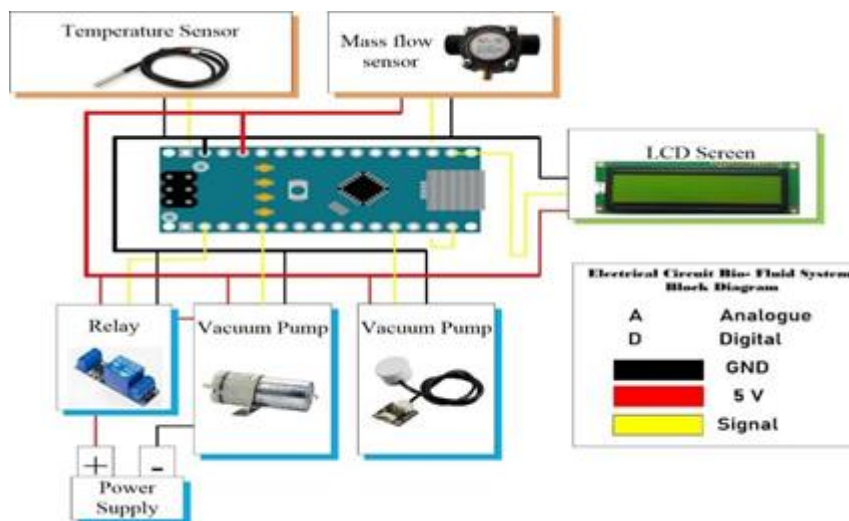 Temperature Sensor
Mass flow
sensor
LCD Screen
Electrical Circuit Bio- Fluid System
Block Diagram
A Analogue
D Digital
GND
5 V
Signal
Relay
Vacuum Pump
Vacuum Pump
+ -
Power
Supply